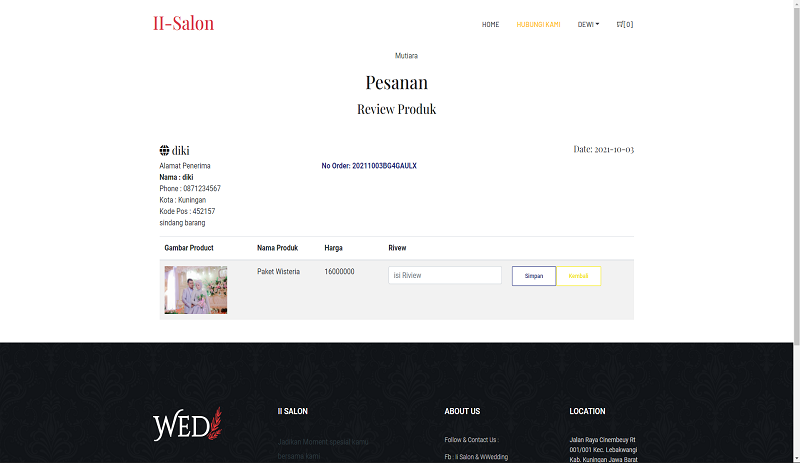 II-Salon
HOME HUBUNGI KAMI DEWI [0]
Mutiara
Pesanan
Review Produk
diki
Date: 2021-10-03
Alamat Penerima
No Order: 20211003BG4GAULX
Nama : diki
Phone : 0871234567
Kota : Kuningan
Kode Pos : 452157
sindang barang
Gambar Product Nama Produk Harga Rivew
Paket Wisteria 16000000 isi Riview Simpan Kembali
WED
II SALON ABOUT US LOCATION
Jadikan Moment spesial kamu
bersama kami
Follow & Contact Us :
Fb : Ii Salon & WWedding
Jalan Raya Cinembeuy Rt
001/001 Kec. Lebakwangi
Kab. Kuningan Jawa Barat